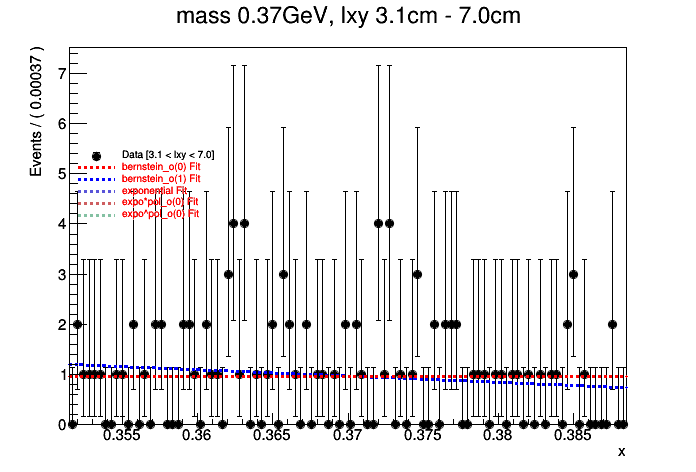 mass 0.37GeV, lxy 3.1cm - 7.0cm
Events / ( 0.00037 )
7
6
5
4
3
2
1
0
Data [3.1 < lxy < 7.0]
bernstein_o(0) Fit
bernstein_o(1) Fit
exponential Fit
expo*pol_o(0) Fit
expo^pol_o(0) Fit
0.355 0.36 0.365 0.37 0.375 0.38 0.385
x